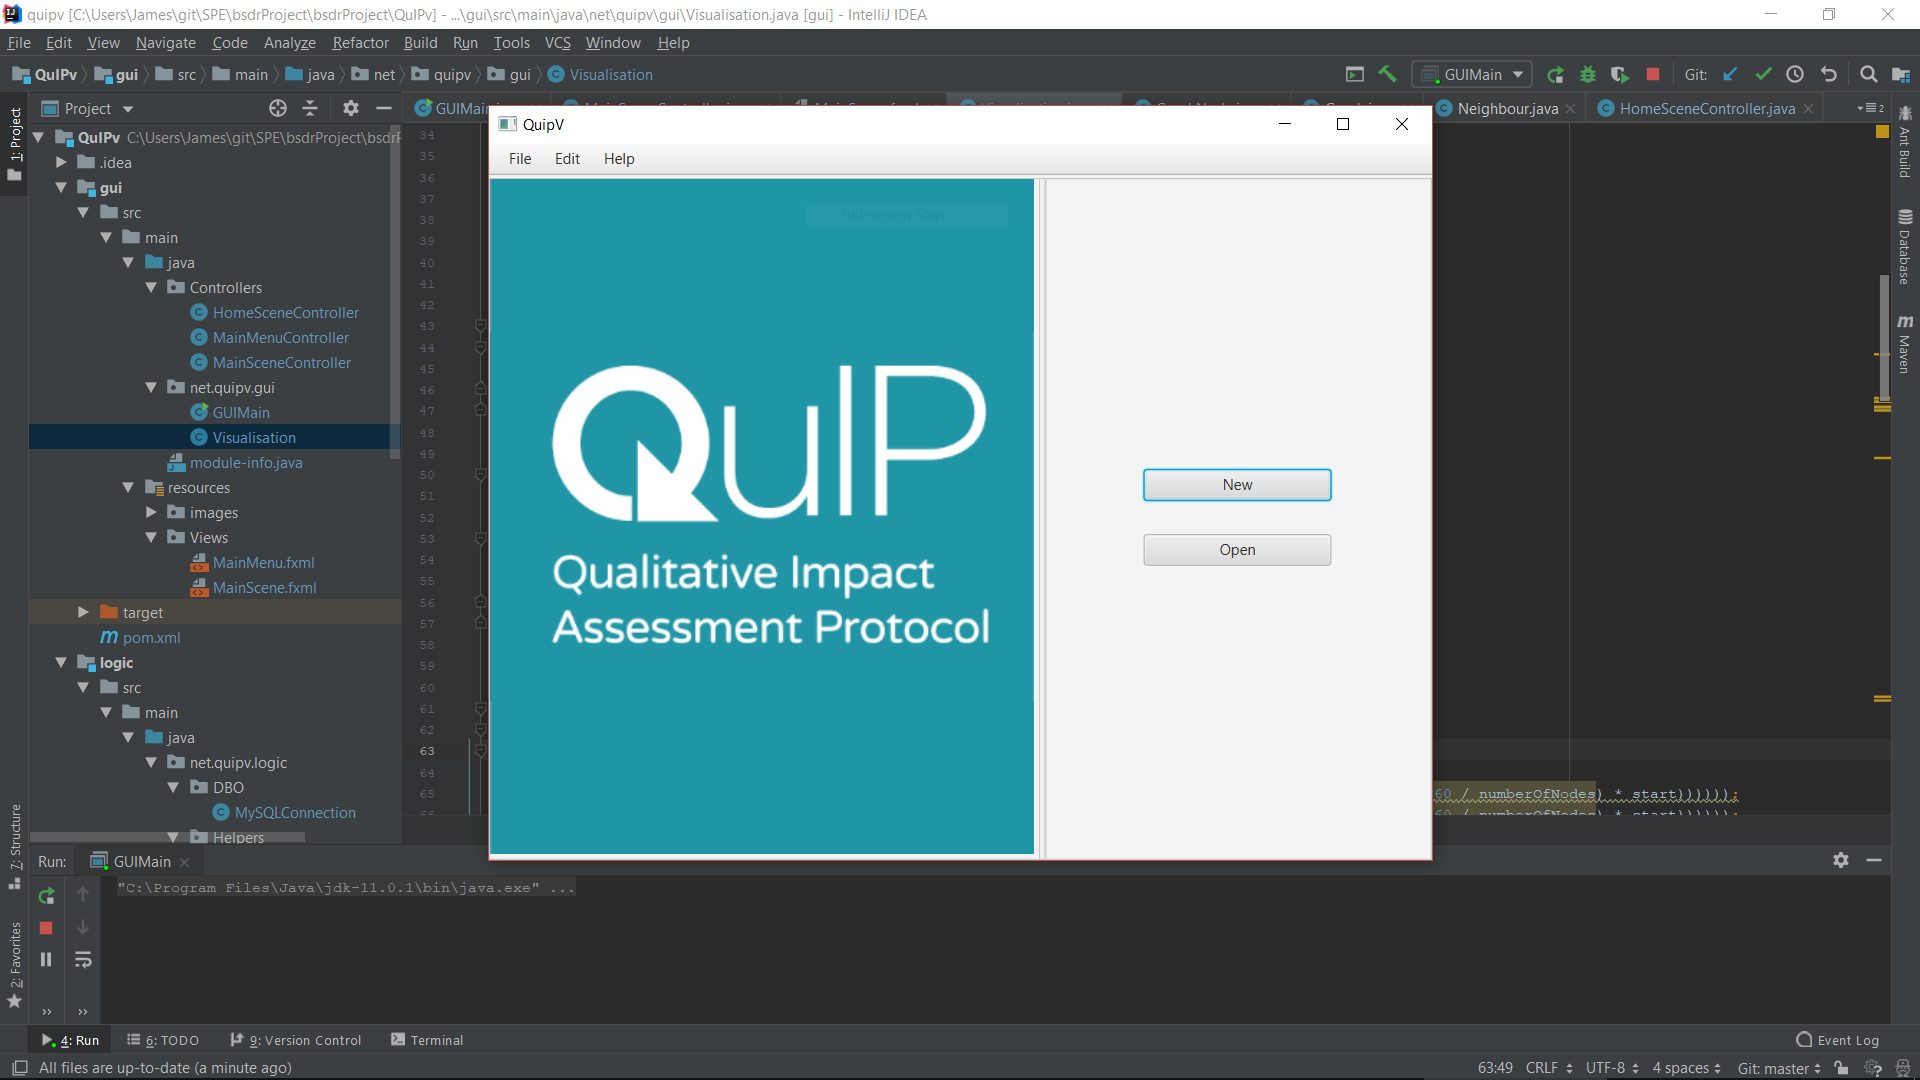 quipv [C:\Users\James\git\SPE\bsdrProject\bsdrProject\QuIPv] - ...\gui\src\main\java\net\quipv\gui\Visualisation.java [gui] - IntelliJ IDEA
File Edit View Navigate Code Analyze Refactor Build Run Tools VCS Window Help
QuIPv gui src main java net quipv gui Visualisation
GUIMain
Git:
Project
GUIMain
Neighbour.java
HomeSceneController.java
2
1: Project
QuIPv C:\Users\James\git\SPE\bsdrProject\bsdrP
.idea
gui
src
main
java
Controllers
HomeSceneController
MainMenuController
MainSceneController
net.quipv.gui
GUIMain
Visualisation
module-info.java
resources
images
Views
MainMenu.fxml
MainScene.fxml
target
pom.xml
logic
src
main
java
net.quipv.logic
DBO
MySQLConnection
Helpers
34
35
36
37
38
39
40
41
42
43
44
45
46
47
48
49
50
51
52
53
54
55
56
57
58
59
60
61
62
63
64
65
66
QuipV
File Edit Help
Full-screen Snip
QuIP
Qualitative Impact
Assessment Protocol
New
Open
60 / numberOfNodes) * start))))));
60 / numberOfNodes) * start))))));
Ant Build
Database
Maven
7: Structure
2: Favorites
Run: GUIMain
"C:\Program Files\Java\jdk-11.0.1\bin\java.exe" ...
4: Run 6: TODO 9: Version Control Terminal
Event Log
All files are up-to-date (a minute ago)
63:49 CRLF UTF-8 4 spaces Git: master